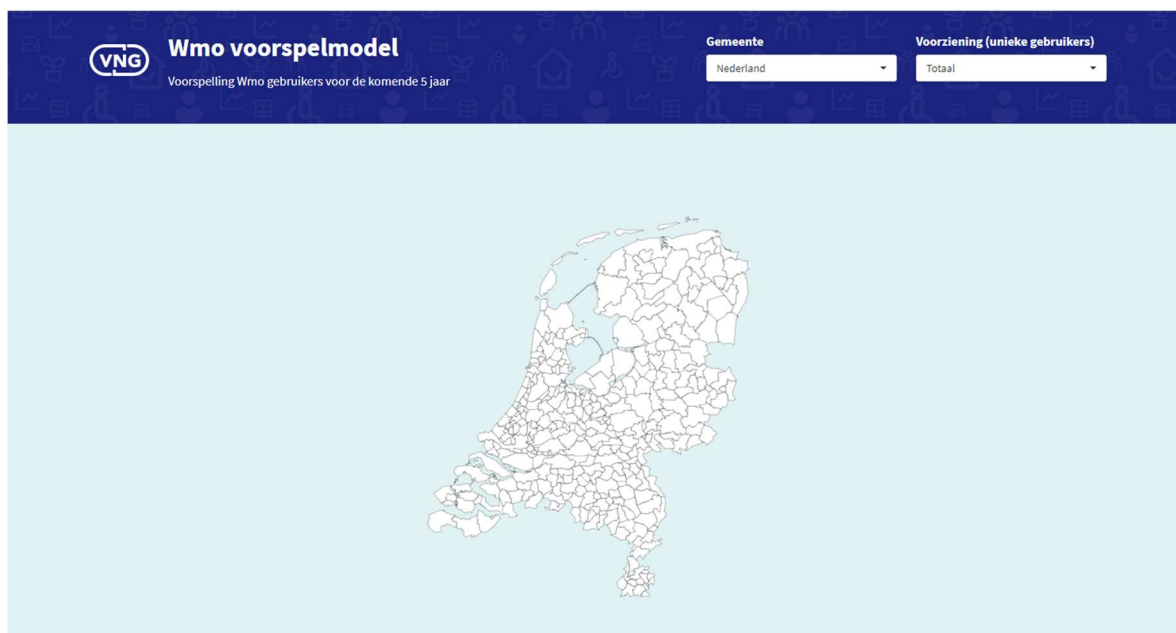 VNG
Wmo voorspelmodel
Voorspelling Wmo gebruikers voor de komende 5 jaar
Gemeente
Nederland
Voorziening (unieke gebruikers)
Totaal